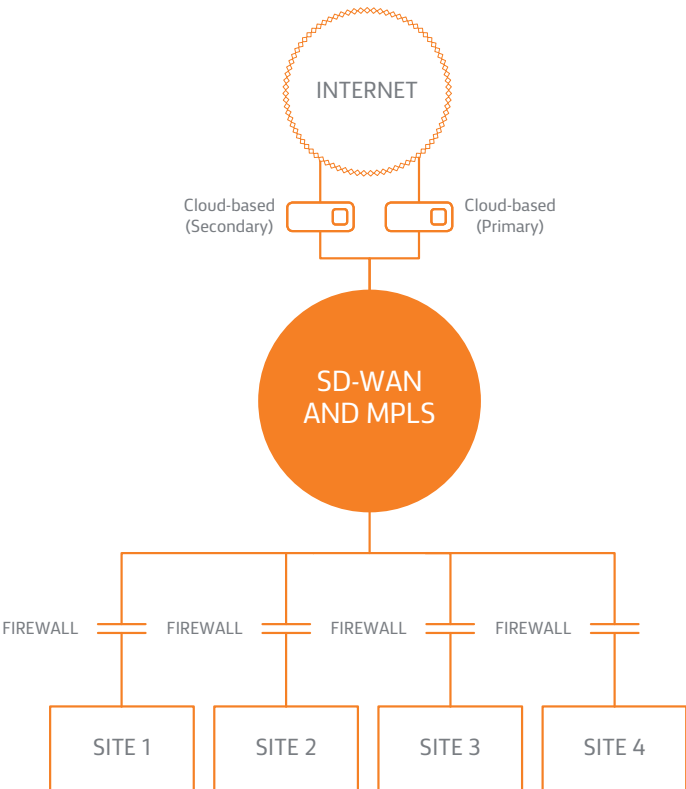 INTERNET
Cloud-based
(Secondary)
Cloud-based
(Primary)
SD-WAN
AND MPLS
FIREWALL
FIREWALL
FIREWALL
FIREWALL
SITE 1
SITE 2
SITE 3
SITE 4